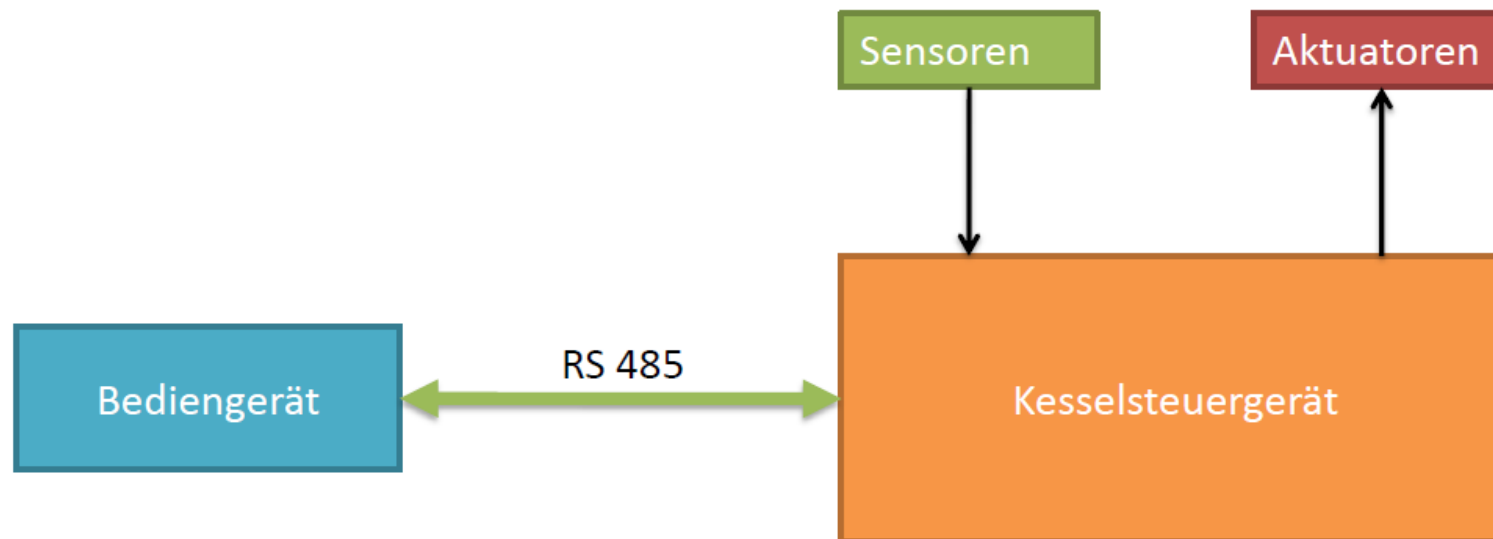 Sensoren
Aktuatoren
RS 485
Bediengerät
Kesselsteuergerät